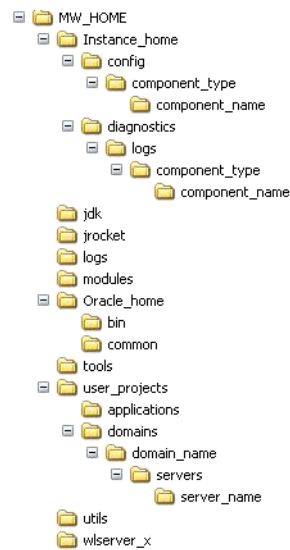 MW_HOME
Instance_home
config
component_type
component_name
diagnostics
logs
component_type
component_name
jdk
jrocket
logs
modules
Oracle_home
bin
common
tools
user_projects
applications
domains
domain_name
servers
server_name
utils
wlserver_x